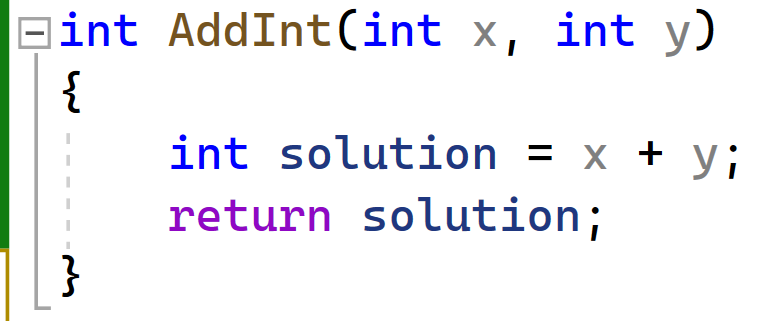 int AddInt(int x, int y)
{
    int solution = x + y;
    return solution;
}